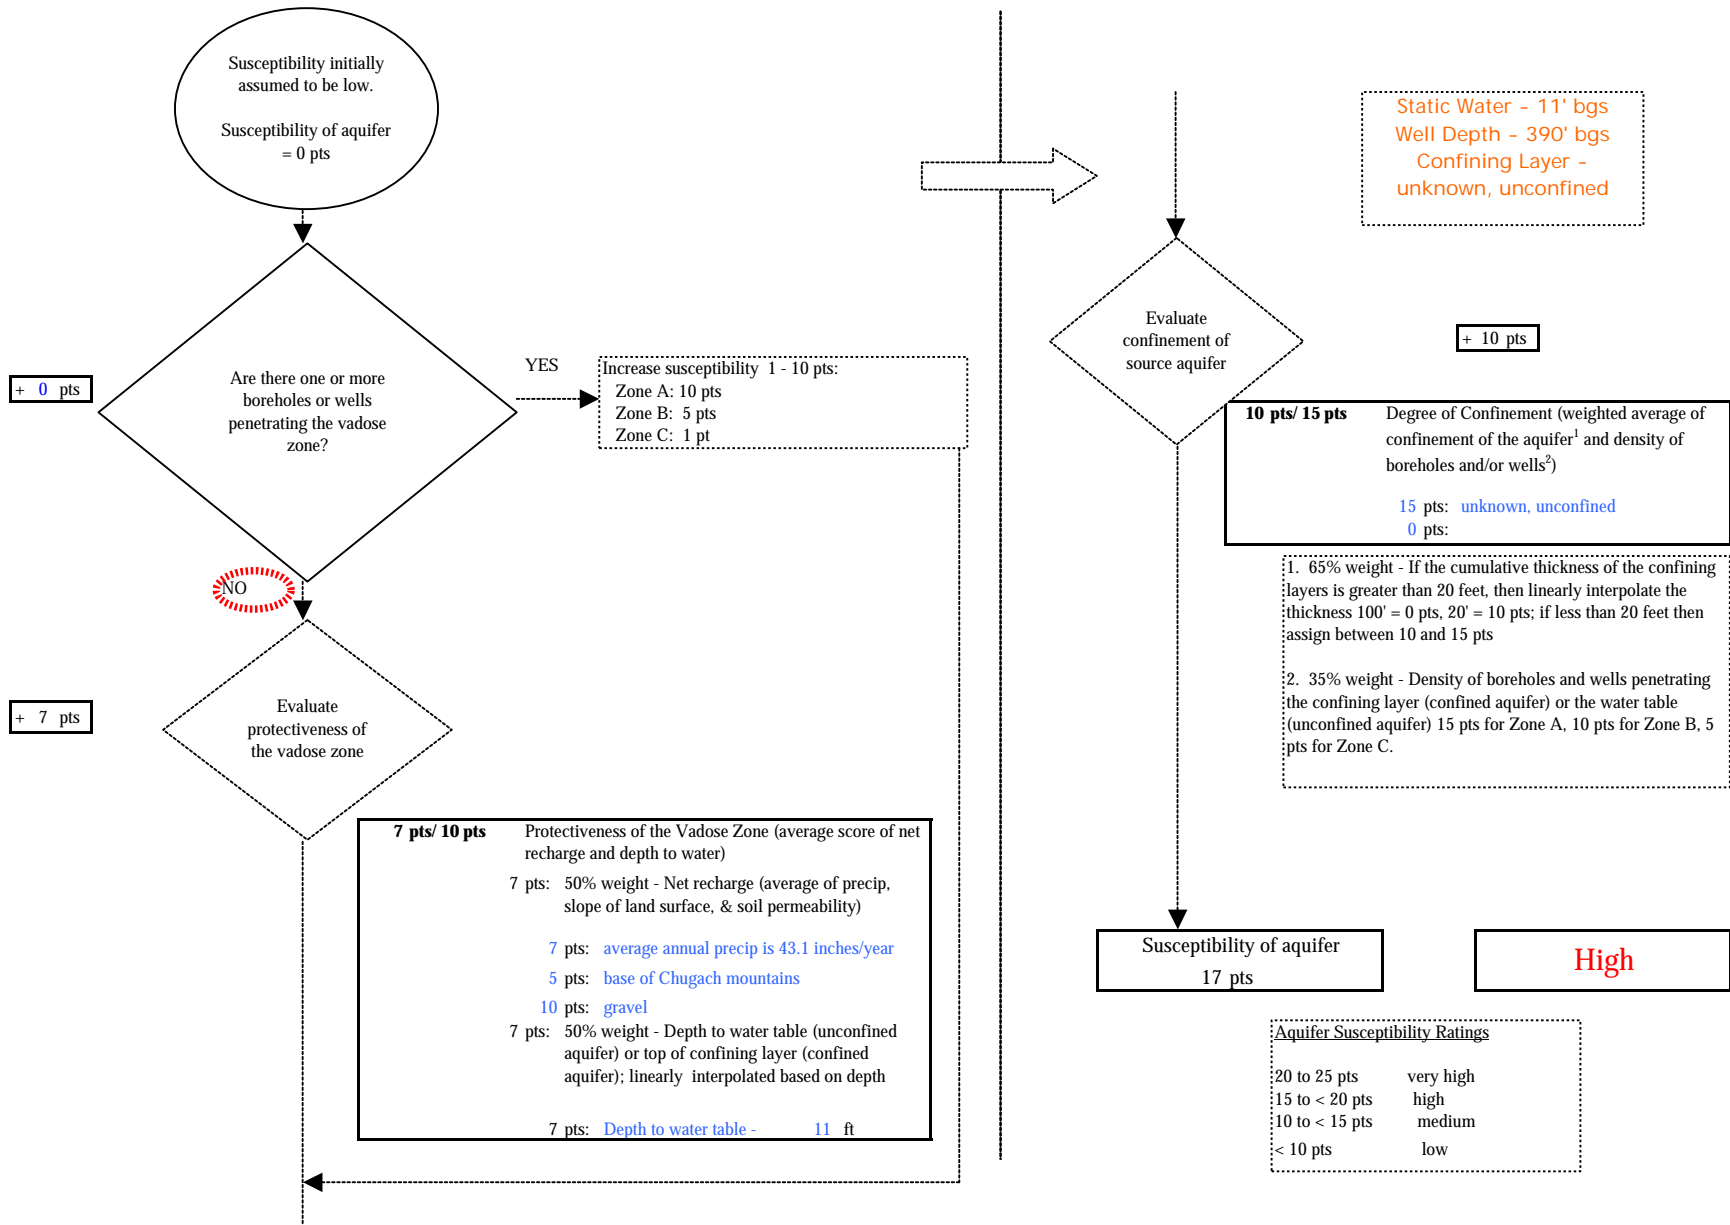 Susceptibility initially
assumed to be low.
Susceptibility of aquifer
= 0 pts
+ 0 pts
Are there one or more
boreholes or wells
penetrating the vadose
zone?
YES
Increase susceptibility 1 - 10 pts:
Zone A: 10 pts
Zone B: 5 pts
Zone C: 1 pt
NO
+ 7 pts
Evaluate
protectiveness of
the vadose zone
7 pts/ 10 pts Protectiveness of the Vadose Zone (average score of net
recharge and depth to water)
7 pts: 50% weight - Net recharge (average of precip,
slope of land surface, & soil permeability)
7 pts: average annual precip is 43.1 inches/year
5 pts: base of Chugach mountains
10 pts: gravel
7 pts: 50% weight - Depth to water table (unconfined
aquifer) or top of confining layer (confined
aquifer); linearly interpolated based on depth
7 pts: Depth to water table - 11 ft
Static Water - 11' bgs
Well Depth - 390' bgs
Confining Layer -
unknown, unconfined
Evaluate
confinement of
source aquifer
+ 10 pts
10 pts/ 15 pts Degree of Confinement (weighted average of
confinement of the aquifer1 and density of
boreholes and/or wells2)
15 pts: unknown, unconfined
0 pts:
1. 65% weight - If the cumulative thickness of the confining
layers is greater than 20 feet, then linearly interpolate the
thickness 100' = 0 pts, 20' = 10 pts; if less than 20 feet then
assign between 10 and 15 pts
2. 35% weight - Density of boreholes and wells penetrating
the confining layer (confined aquifer) or the water table
(unconfined aquifer) 15 pts for Zone A, 10 pts for Zone B, 5
pts for Zone C.
Susceptibility of aquifer
17 pts
High
Aquifer Susceptibility Ratings
20 to 25 pts very high
15 to < 20 pts high
10 to < 15 pts medium
< 10 pts low